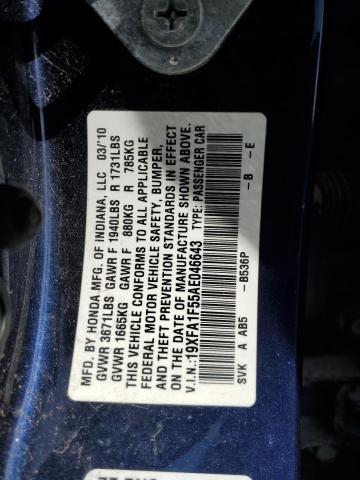 MFD. BY HONDA MFG. OF INDIANA, LLC 03/10
GVWR 3671LBS GAWR F 1940LBS R 1731LBS
GVWR 1665KG GAWR F 880KG R 785KG
THIS VEHICLE CONFORMS TO ALL APPLICABLE
FEDERAL MOTOR VEHICLE SAFETY, BUMPER,
AND THEFT PREVENTION STANDARDS IN EFFECT
ON THE DATE OF MANUFACTURE SHOWN ABOVE.
V.I.N.:19XFA1F55AE046643 TYPE: PASSENGER CAR
SVK A AB5 -B536P -B -E